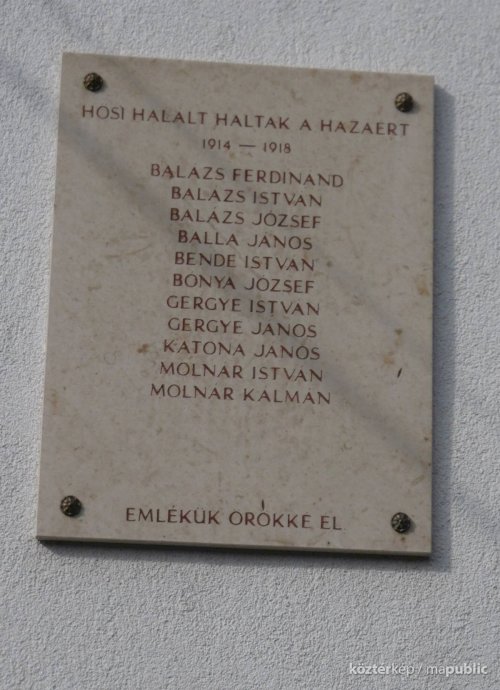 HŐSI HALÁLT HALTAK A HAZÁÉRT
1914 — 1918
BALÁZS FERDINÁND
BALÁZS ISTVÁN
BALÁZS JÓZSEF
BALLA JÁNOS
BENDE ISTVÁN
BONYA JÓZSEF
GERGYE ISTVÁN
GERGYE JÁNOS
KATONA JÁNOS
MOLNÁR ISTVÁN
MOLNÁR KÁLMÁN
EMLÉKÜK ÖRÖKKÉ ÉL
köztérkép / mapublic